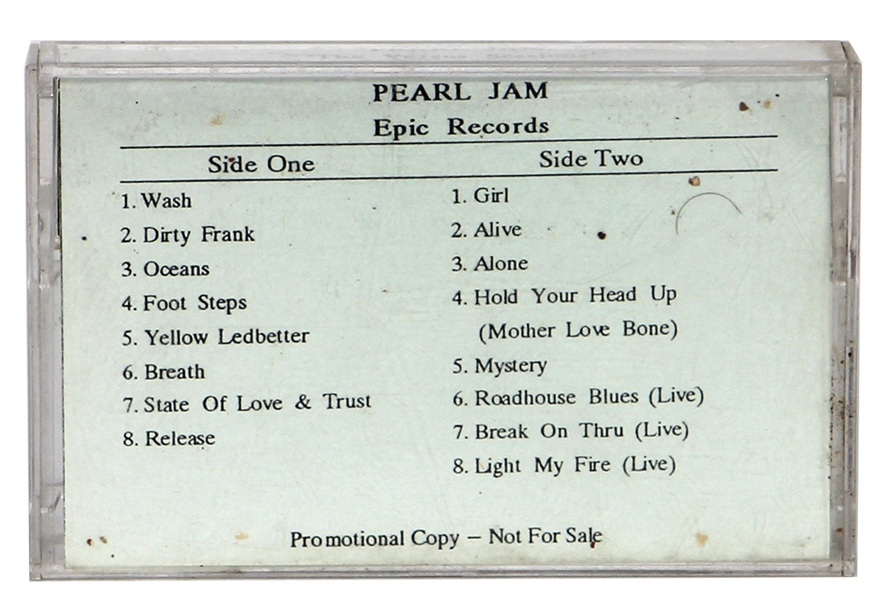 PEARL JAM
Epic Records
Side One
1. Wash
2. Dirty Frank
3. Oceans
4. Foot Steps
5. Yellow Ledbetter
6. Breath
7. State Of Love & Trust
8. Release
Side Two
1. Girl
2. Alive
3. Alone
4. Hold Your Head Up
(Mother Love Bone)
5. Mystery
6. Roadhouse Blues (Live)
7. Break On Thru (Live)
8. Light My Fire (Live)
Promotional Copy – Not For Sale